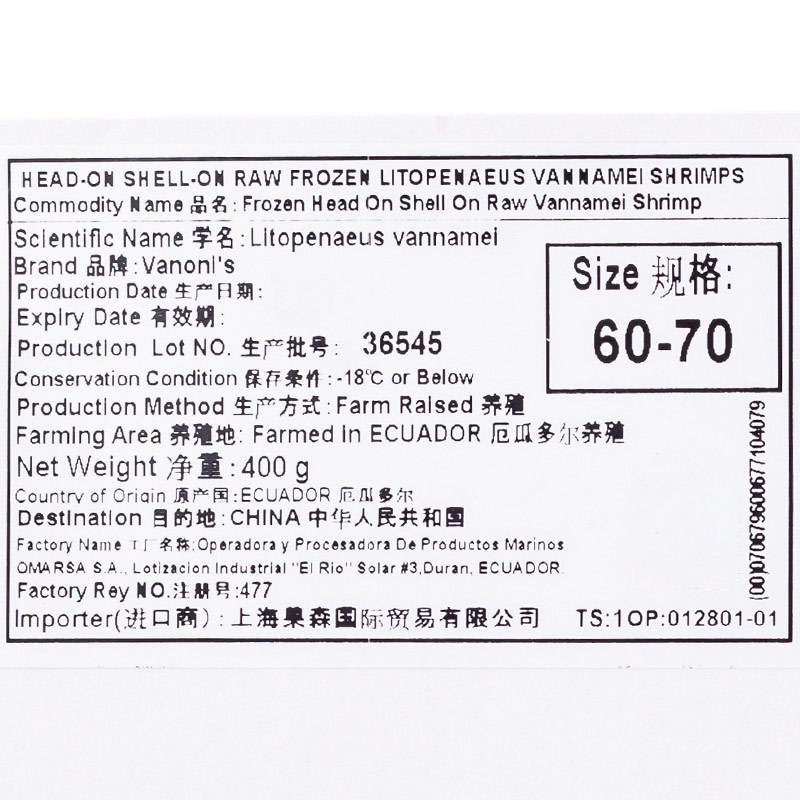 HEAD-ON SHELL-ON RAW FROZEN LITOPENAEUS VANNAMEI SHRIMPS
Commodity Name 品名: Frozen Head On Shell On Raw Vannamei Shrimp
Scientific Name 学名:Litopenaeus vannamei
Brand 品牌:Vanoni's
Production Date 生产日期:
Expiry Date 有效期:
Production Lot NO. 生产批号: 36545
Size 规格:
60-70
Conservation Condition 保存条件:-18℃ or Below
Production Method 生产方式:Farm Raised 养殖
Farming Area 养殖地: Farmed in ECUADOR 厄瓜多尔养殖
Net Weight 净重:400 g
Country of Origin 原产国:ECUADOR 厄瓜多尔
Destination 目的地:CHINA 中华人民共和国
Factory Name 工厂名称:Operadora y Procesadora De Productos Marinos
OMARSA S.A., Lotizacion Industrial "El Rio" Solar #3,Duran, ECUADOR.
Factory Rey NO.注册号:477
Importer(进口商):上海巢森国际贸易有限公司
TS:1OP:012801-01
(00)070679600677104079